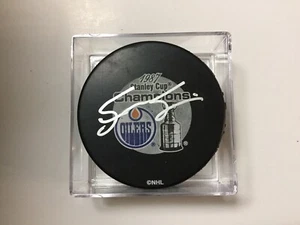 1987
Stanley Cup
Champions
OILERS
©NHL